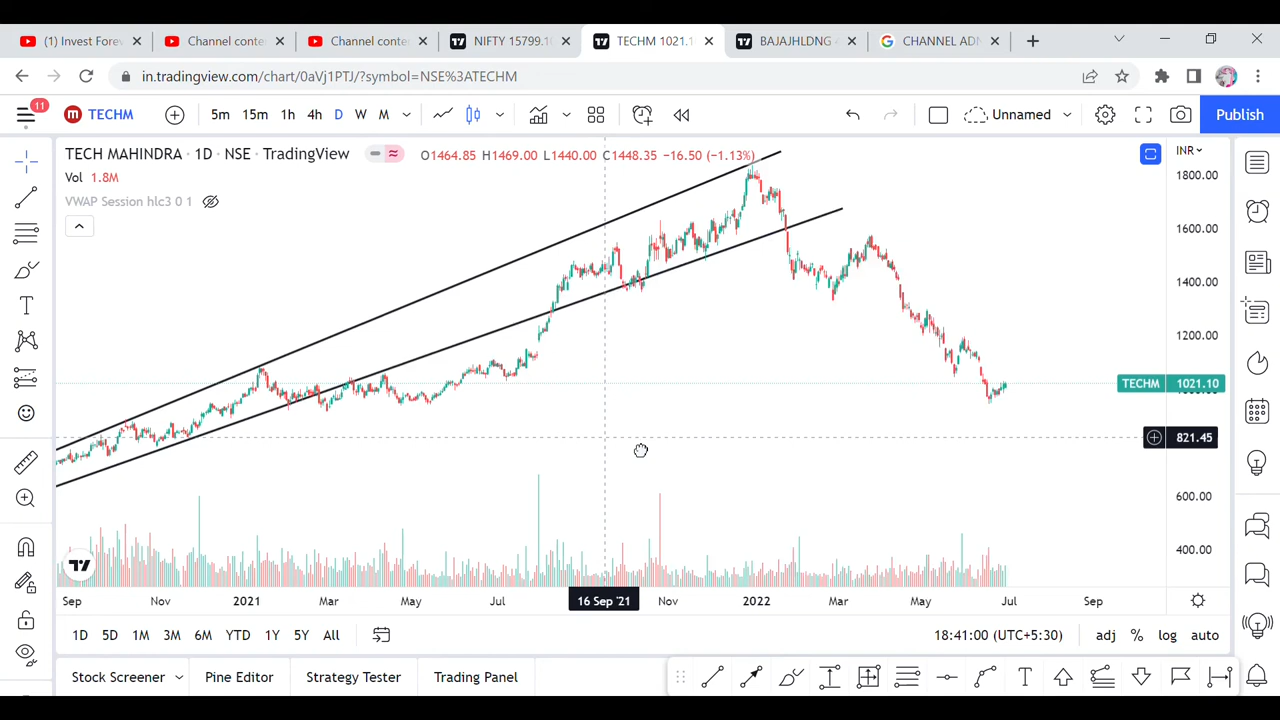 (1) Invest Forev
Channel conte
Channel conte
NIFTY 15799.10
TECHM 1021.1
BAJAJHLDNG
CHANNEL ADN
in.tradingview.com/chart/0aVj1PTJ/?symbol=NSE%3ATECHM
11
TECHM
5m 15m 1h 4h D W M
Unnamed
Publish
TECH MAHINDRA · 1D · NSE · TradingView
O1464.85 H1469.00 L1440.00 C1448.35 −16.50 (−1.13%)
INR
Vol 1.8M
VWAP Session hlc3 0 1
1800.00
1600.00
1400.00
1200.00
TECHM 1021.10
821.45
600.00
400.00
Sep Nov 2021 Mar May Jul 16 Sep '21 Nov 2022 Mar May Jul Sep
1D 5D 1M 3M 6M YTD 1Y 5Y All
18:41:00 (UTC+5:30) adj % log auto
Stock Screener Pine Editor Strategy Tester Trading Panel